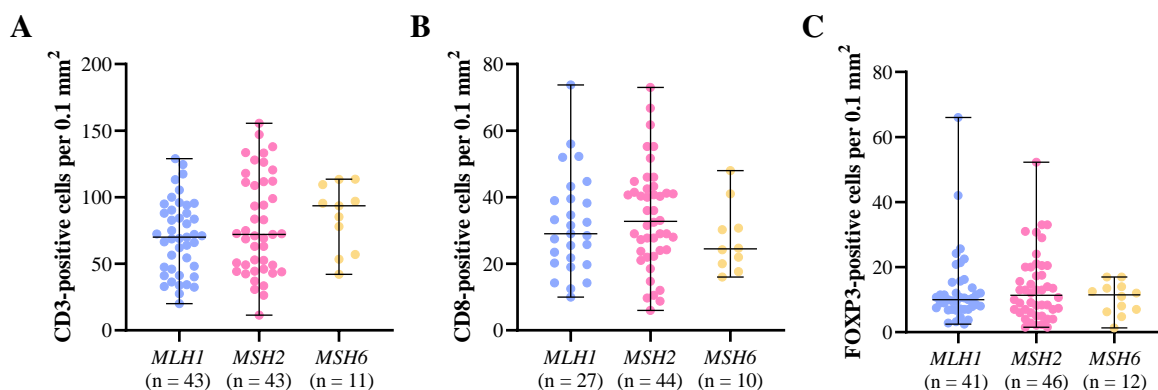 A
CD3-positive cells per 0.1 mm²
200
150
100
50
0
MLH1 MSH2 MSH6
(n = 43) (n = 43) (n = 11)
B
CD8-positive cells per 0.1 mm²
80
60
40
20
0
MLH1 MSH2 MSH6
(n = 27) (n = 44) (n = 10)
C
FOXP3-positive cells per 0.1 mm²
80
60
40
20
0
MLH1 MSH2 MSH6
(n = 41) (n = 46) (n = 12)